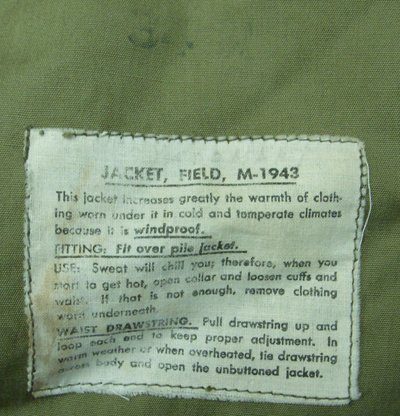 JACKET, FIELD, M-1943
This jacket increases greatly the warmth of cloth-
ing worn under it in cold and temperate climates
because it is windproof.
FITTING: Fit over pile jacket.
USE: Sweat will chill you; therefore, when you
start to get hot, open collar and loosen cuffs and
waist. If that is not enough, remove clothing
worn underneath.
WAIST DRAWSTRING. Pull drawstring up and
loop each end to keep proper adjustment. In
warm weather or when overheated, tie drawstring
across body and open the unbuttoned jacket.